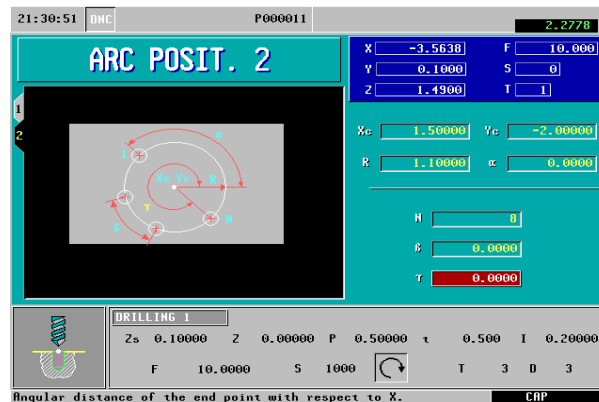 21:30:51 DNC P000011
2.2778
ARC POSIT. 2
X -3.5638 F 10.000
Y 0.1000 S 0
Z 1.4900 T 1
1
2
α
I
Xc Yc R
τ
N
ß
Xc 1.50000 Yc -2.00000
R 1.10000 α 0.0000
N 8
ß 0.0000
τ 0.0000
DRILLING 1
Zs 0.10000 Z 0.00000 P 0.50000 t 0.500 I 0.20000
F 10.0000 S 1000 T 3 D 3
Angular distance of the end point with respect to X. CAP